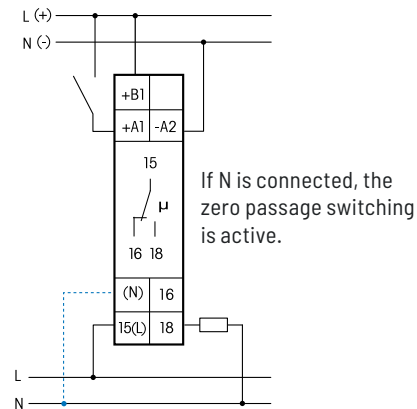 L (+)
N (-)
+B1
+A1 -A2
15
µ
16 18
If N is connected, the
zero passage switching
is active.
(N) 16
15(L) 18
L
N